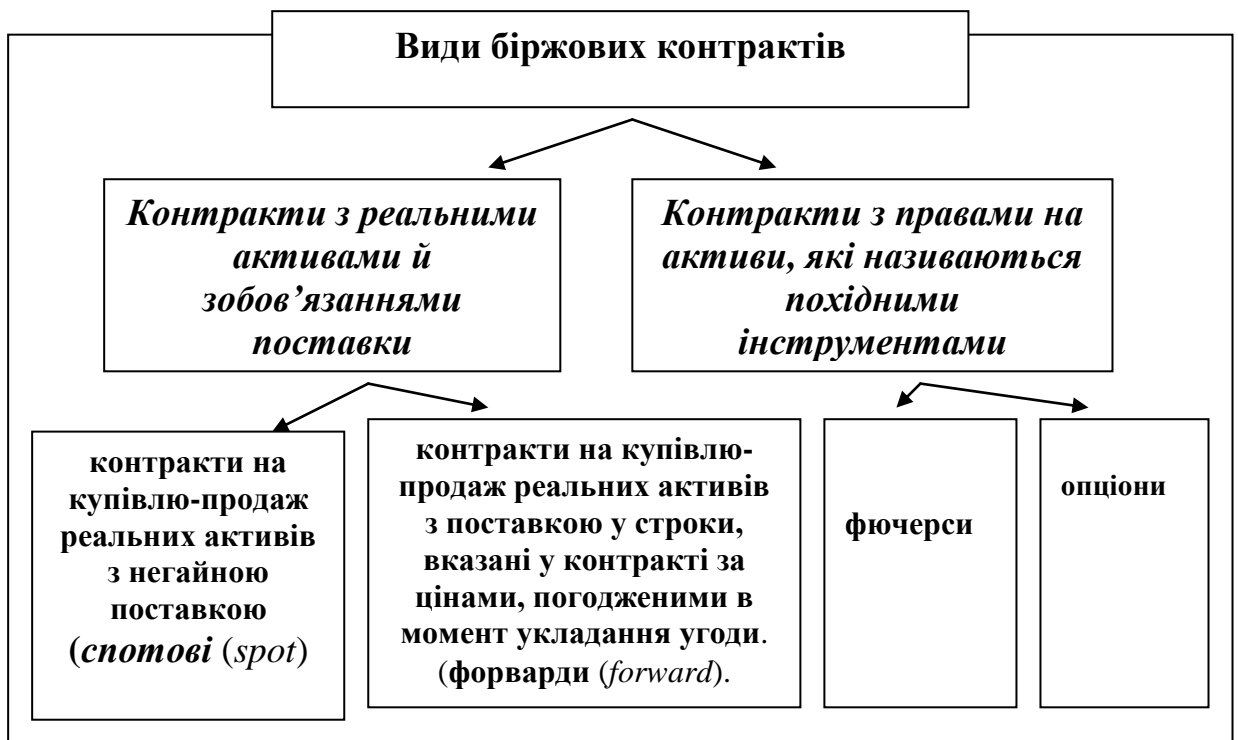 Види біржових контрактів
Контракти з реальними
активами й
зобов’язаннями
поставки
Контракти з правами на
активи, які називаються
похідними
інструментами
контракти на
купівлю-продаж
реальних активів
з негайною
поставкою
(спотові (spot)
контракти на купівлю-
продаж реальних активів
з поставкою у строки,
вказані у контракті за
цінами, погодженими в
момент укладання угоди.
(форварди (forward).
фючерси
опціони